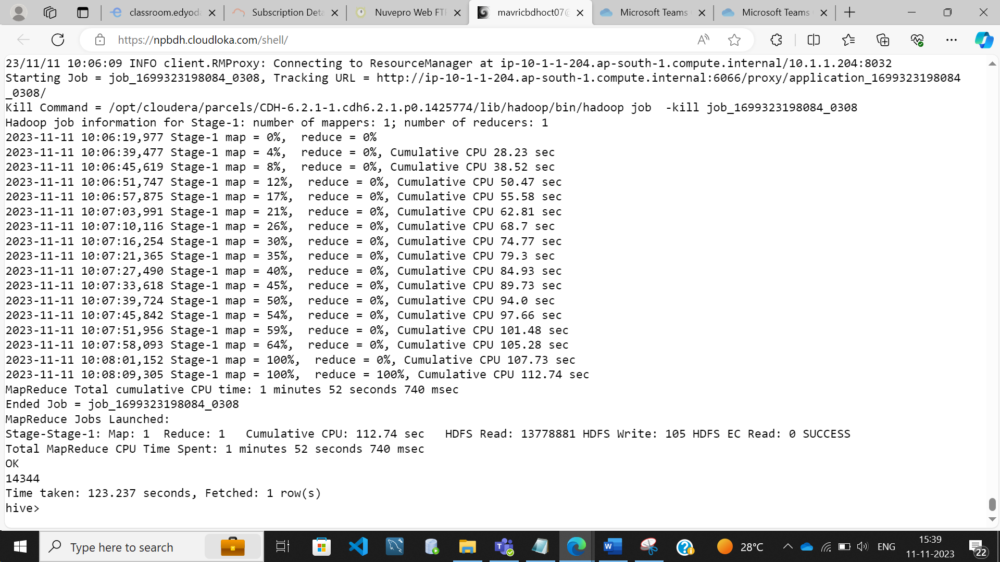 classroom.edyoda
Subscription Deta
Nuvepro Web FTP
mavricbdhoct07@
Microsoft Teams
Microsoft Teams
https://npbdh.cloudloka.com/shell/
23/11/11 10:06:09 INFO client.RMProxy: Connecting to ResourceManager at ip-10-1-1-204.ap-south-1.compute.internal/10.1.1.204:8032
Starting Job = job_1699323198084_0308, Tracking URL = http://ip-10-1-1-204.ap-south-1.compute.internal:6066/proxy/application_1699323198084
_0308/
Kill Command = /opt/cloudera/parcels/CDH-6.2.1-1.cdh6.2.1.p0.1425774/lib/hadoop/bin/hadoop job  -kill job_1699323198084_0308
Hadoop job information for Stage-1: number of mappers: 1; number of reducers: 1
2023-11-11 10:06:19,977 Stage-1 map = 0%,  reduce = 0%
2023-11-11 10:06:39,477 Stage-1 map = 4%,  reduce = 0%, Cumulative CPU 28.23 sec
2023-11-11 10:06:45,619 Stage-1 map = 8%,  reduce = 0%, Cumulative CPU 38.52 sec
2023-11-11 10:06:51,747 Stage-1 map = 12%,  reduce = 0%, Cumulative CPU 50.47 sec
2023-11-11 10:06:57,875 Stage-1 map = 17%,  reduce = 0%, Cumulative CPU 55.58 sec
2023-11-11 10:07:03,991 Stage-1 map = 21%,  reduce = 0%, Cumulative CPU 62.81 sec
2023-11-11 10:07:10,116 Stage-1 map = 26%,  reduce = 0%, Cumulative CPU 68.7 sec
2023-11-11 10:07:16,254 Stage-1 map = 30%,  reduce = 0%, Cumulative CPU 74.77 sec
2023-11-11 10:07:21,365 Stage-1 map = 35%,  reduce = 0%, Cumulative CPU 79.3 sec
2023-11-11 10:07:27,490 Stage-1 map = 40%,  reduce = 0%, Cumulative CPU 84.93 sec
2023-11-11 10:07:33,618 Stage-1 map = 45%,  reduce = 0%, Cumulative CPU 89.73 sec
2023-11-11 10:07:39,724 Stage-1 map = 50%,  reduce = 0%, Cumulative CPU 94.0 sec
2023-11-11 10:07:45,842 Stage-1 map = 54%,  reduce = 0%, Cumulative CPU 97.66 sec
2023-11-11 10:07:51,956 Stage-1 map = 59%,  reduce = 0%, Cumulative CPU 101.48 sec
2023-11-11 10:07:58,093 Stage-1 map = 64%,  reduce = 0%, Cumulative CPU 105.28 sec
2023-11-11 10:08:01,152 Stage-1 map = 100%,  reduce = 0%, Cumulative CPU 107.73 sec
2023-11-11 10:08:09,305 Stage-1 map = 100%,  reduce = 100%, Cumulative CPU 112.74 sec
MapReduce Total cumulative CPU time: 1 minutes 52 seconds 740 msec
Ended Job = job_1699323198084_0308
MapReduce Jobs Launched:
Stage-Stage-1: Map: 1  Reduce: 1   Cumulative CPU: 112.74 sec   HDFS Read: 13778881 HDFS Write: 105 HDFS EC Read: 0 SUCCESS
Total MapReduce CPU Time Spent: 1 minutes 52 seconds 740 msec
OK
14344
Time taken: 123.237 seconds, Fetched: 1 row(s)
hive>
Type here to search
28°C
ENG
15:39
11-11-2023
22